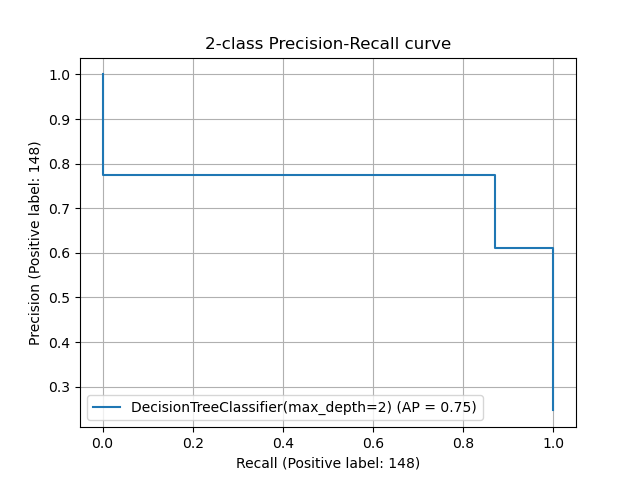 2-class Precision-Recall curve
Precision (Positive label: 148)
1.0
0.9
0.8
0.7
0.6
0.5
0.4
0.3
DecisionTreeClassifier(max_depth=2) (AP = 0.75)
0.0 0.2 0.4 0.6 0.8 1.0
Recall (Positive label: 148)